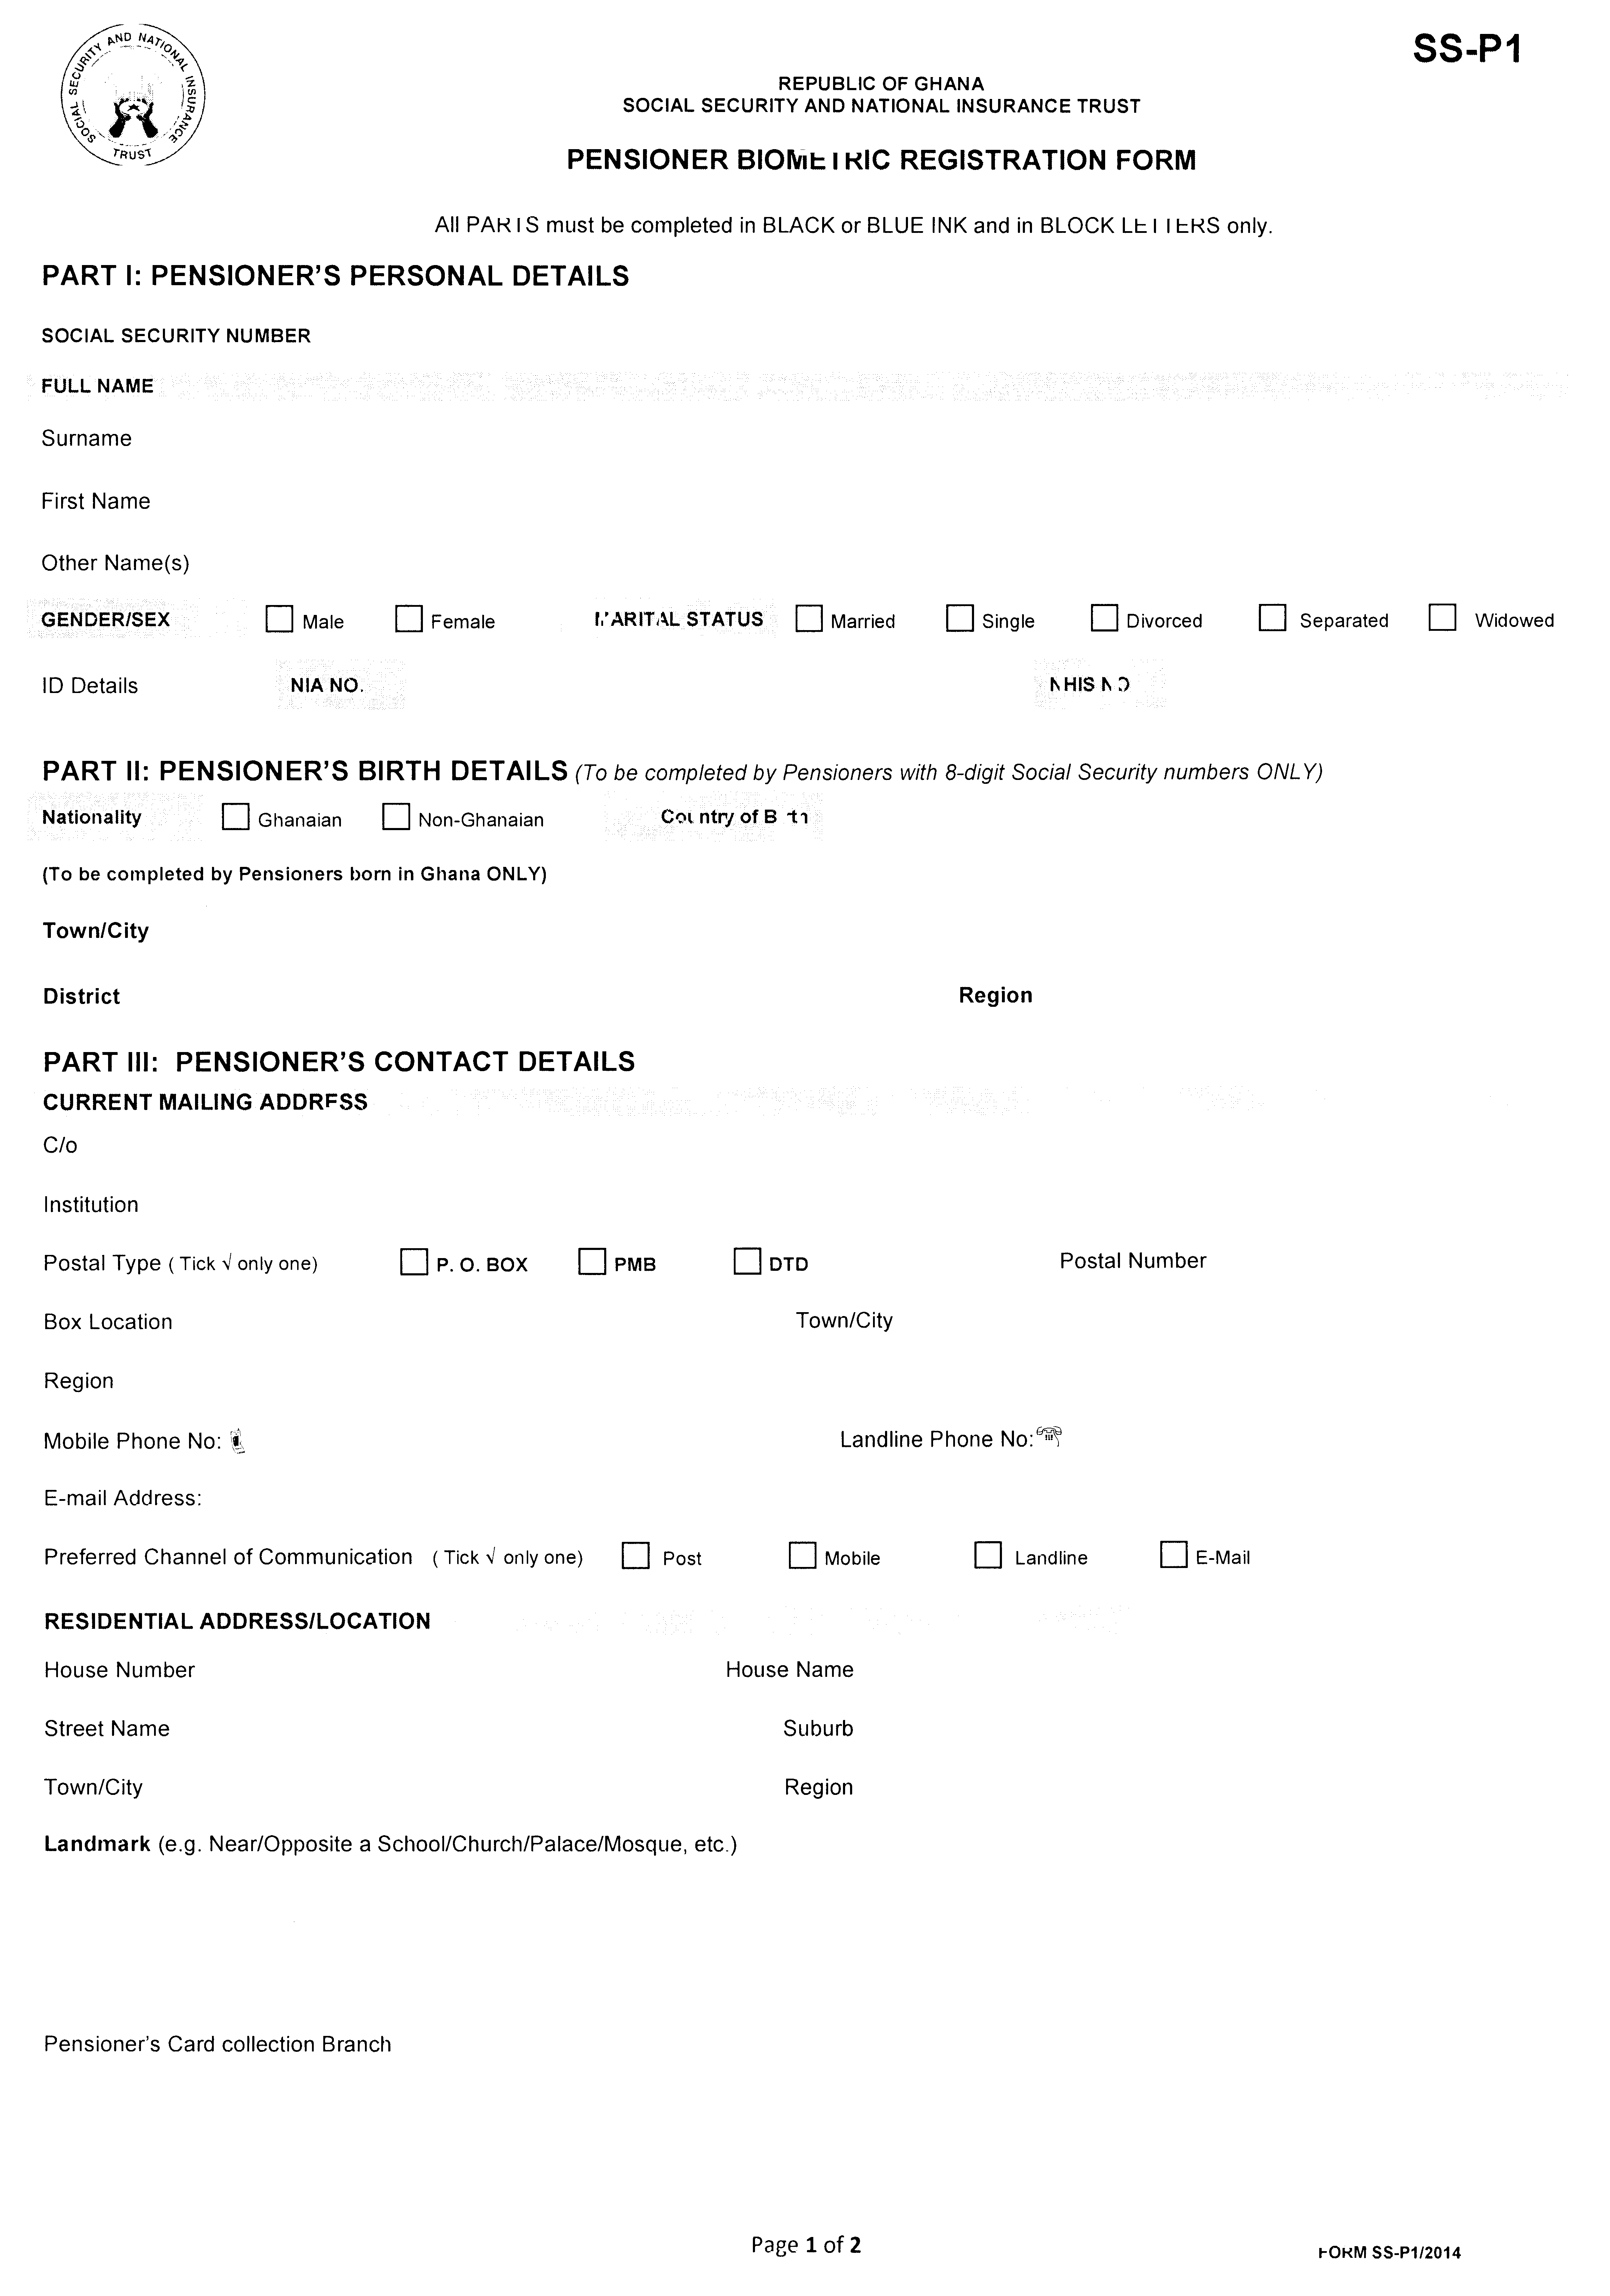 SOCIAL SECURITY AND NATIONAL INSURANCE TRUST
SS-P1
REPUBLIC OF GHANA
SOCIAL SECURITY AND NATIONAL INSURANCE TRUST
PENSIONER BIOMETRIC REGISTRATION FORM
All PARTS must be completed in BLACK or BLUE INK and in BLOCK LETTERS only.
PART I: PENSIONER'S PERSONAL DETAILS
SOCIAL SECURITY NUMBER
FULL NAME
Surname
First Name
Other Name(s)
GENDER/SEX Male Female MARITAL STATUS Married Single Divorced Separated Widowed
ID Details NIA NO. NHIS NO
PART II: PENSIONER'S BIRTH DETAILS (To be completed by Pensioners with 8-digit Social Security numbers ONLY)
Nationality Ghanaian Non-Ghanaian Country of Birth
(To be completed by Pensioners born in Ghana ONLY)
Town/City
District Region
PART III: PENSIONER'S CONTACT DETAILS
CURRENT MAILING ADDRESS
C/o
Institution
Postal Type ( Tick √ only one) P. O. BOX PMB DTD Postal Number
Box Location Town/City
Region
Mobile Phone No: Landline Phone No:
E-mail Address:
Preferred Channel of Communication ( Tick √ only one) Post Mobile Landline E-Mail
RESIDENTIAL ADDRESS/LOCATION
House Number House Name
Street Name Suburb
Town/City Region
Landmark (e.g. Near/Opposite a School/Church/Palace/Mosque, etc.)
Pensioner's Card collection Branch
Page 1 of 2
FORM SS-P1/2014